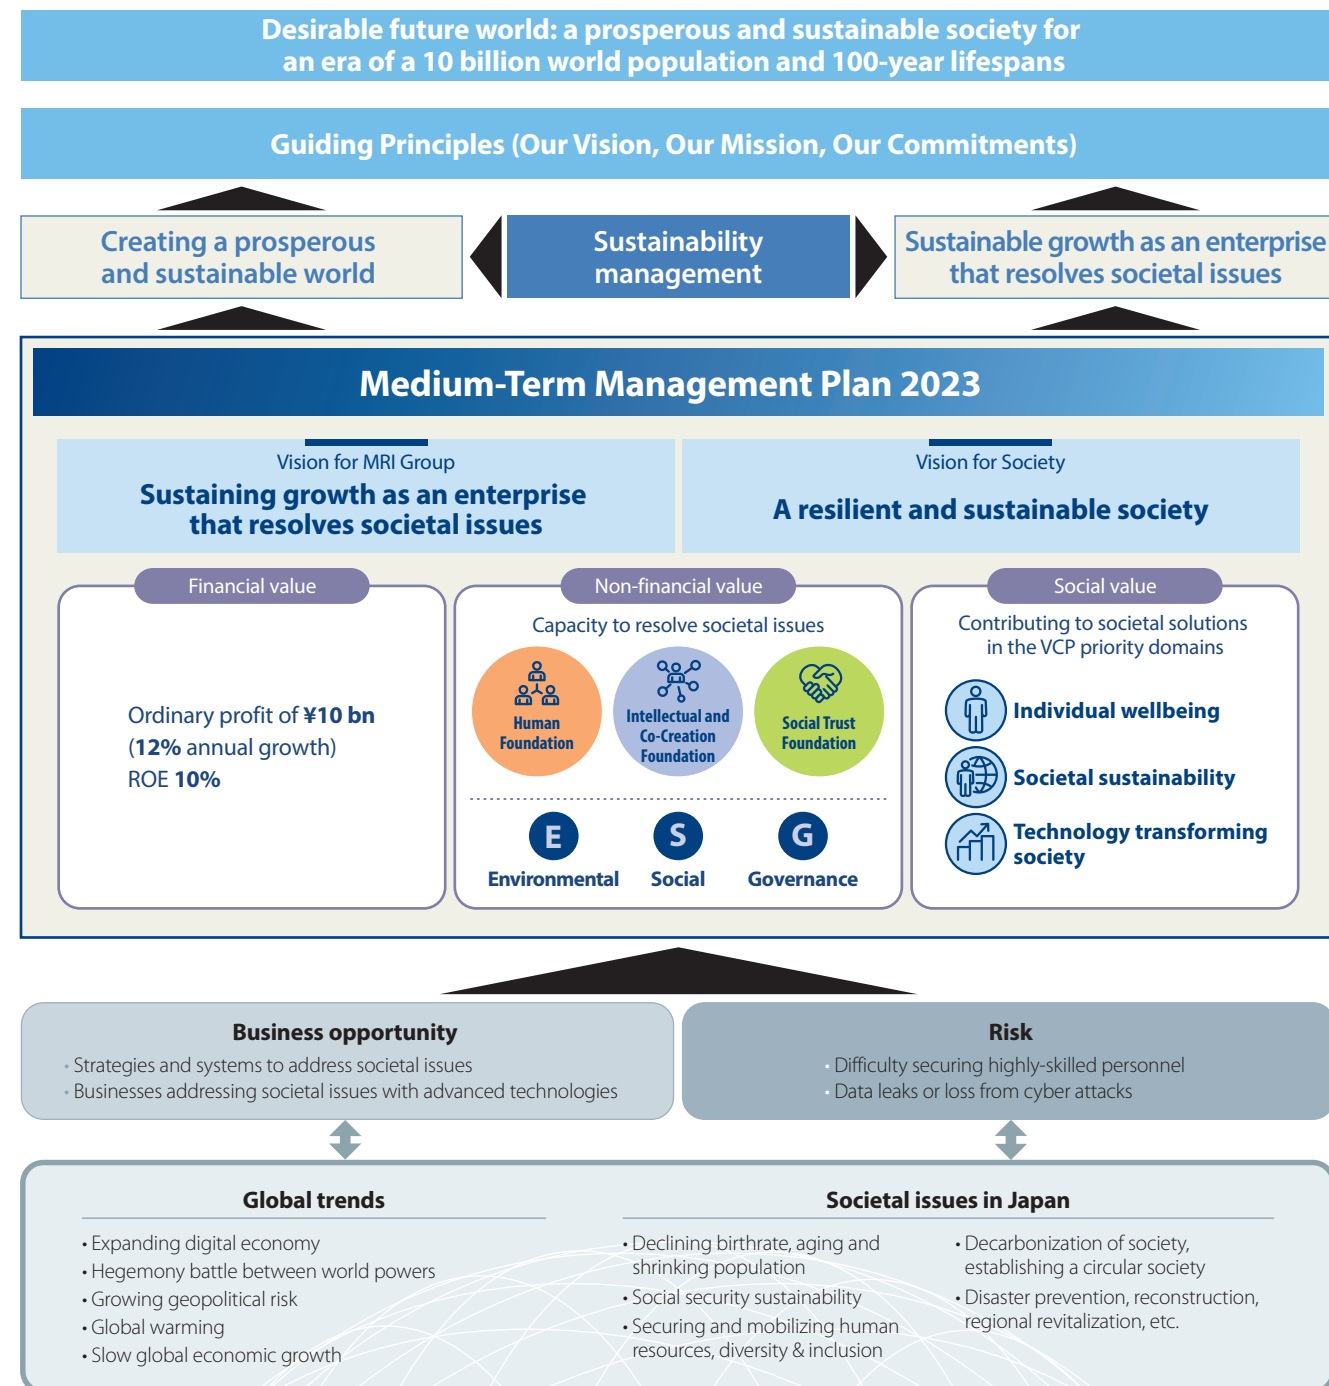 Desirable future world: a prosperous and sustainable society for
an era of a 10 billion world population and 100-year lifespans
Guiding Principles (Our Vision, Our Mission, Our Commitments)
Creating a prosperous
and sustainable world
Sustainability
management
Sustainable growth as an enterprise
that resolves societal issues
Medium-Term Management Plan 2023
Vision for MRI Group
Sustaining growth as an enterprise
that resolves societal issues
Vision for Society
A resilient and sustainable society
Financial value
Ordinary profit of ¥10 bn
(12% annual growth)
ROE 10%
Non-financial value
Capacity to resolve societal issues
Human
Foundation
Intellectual and
Co-Creation
Foundation
Social Trust
Foundation
E
Environmental
S
Social
G
Governance
Social value
Contributing to societal solutions
in the VCP priority domains
Individual wellbeing
Societal sustainability
Technology transforming
society
Business opportunity
• Strategies and systems to address societal issues
• Businesses addressing societal issues with advanced technologies
Risk
• Difficulty securing highly-skilled personnel
• Data leaks or loss from cyber attacks
Global trends
• Expanding digital economy
• Hegemony battle between world powers
• Growing geopolitical risk
• Global warming
• Slow global economic growth
Societal issues in Japan
• Declining birthrate, aging and
shrinking population
• Social security sustainability
• Securing and mobilizing human
resources, diversity & inclusion
• Decarbonization of society,
establishing a circular society
• Disaster prevention, reconstruction,
regional revitalization, etc.